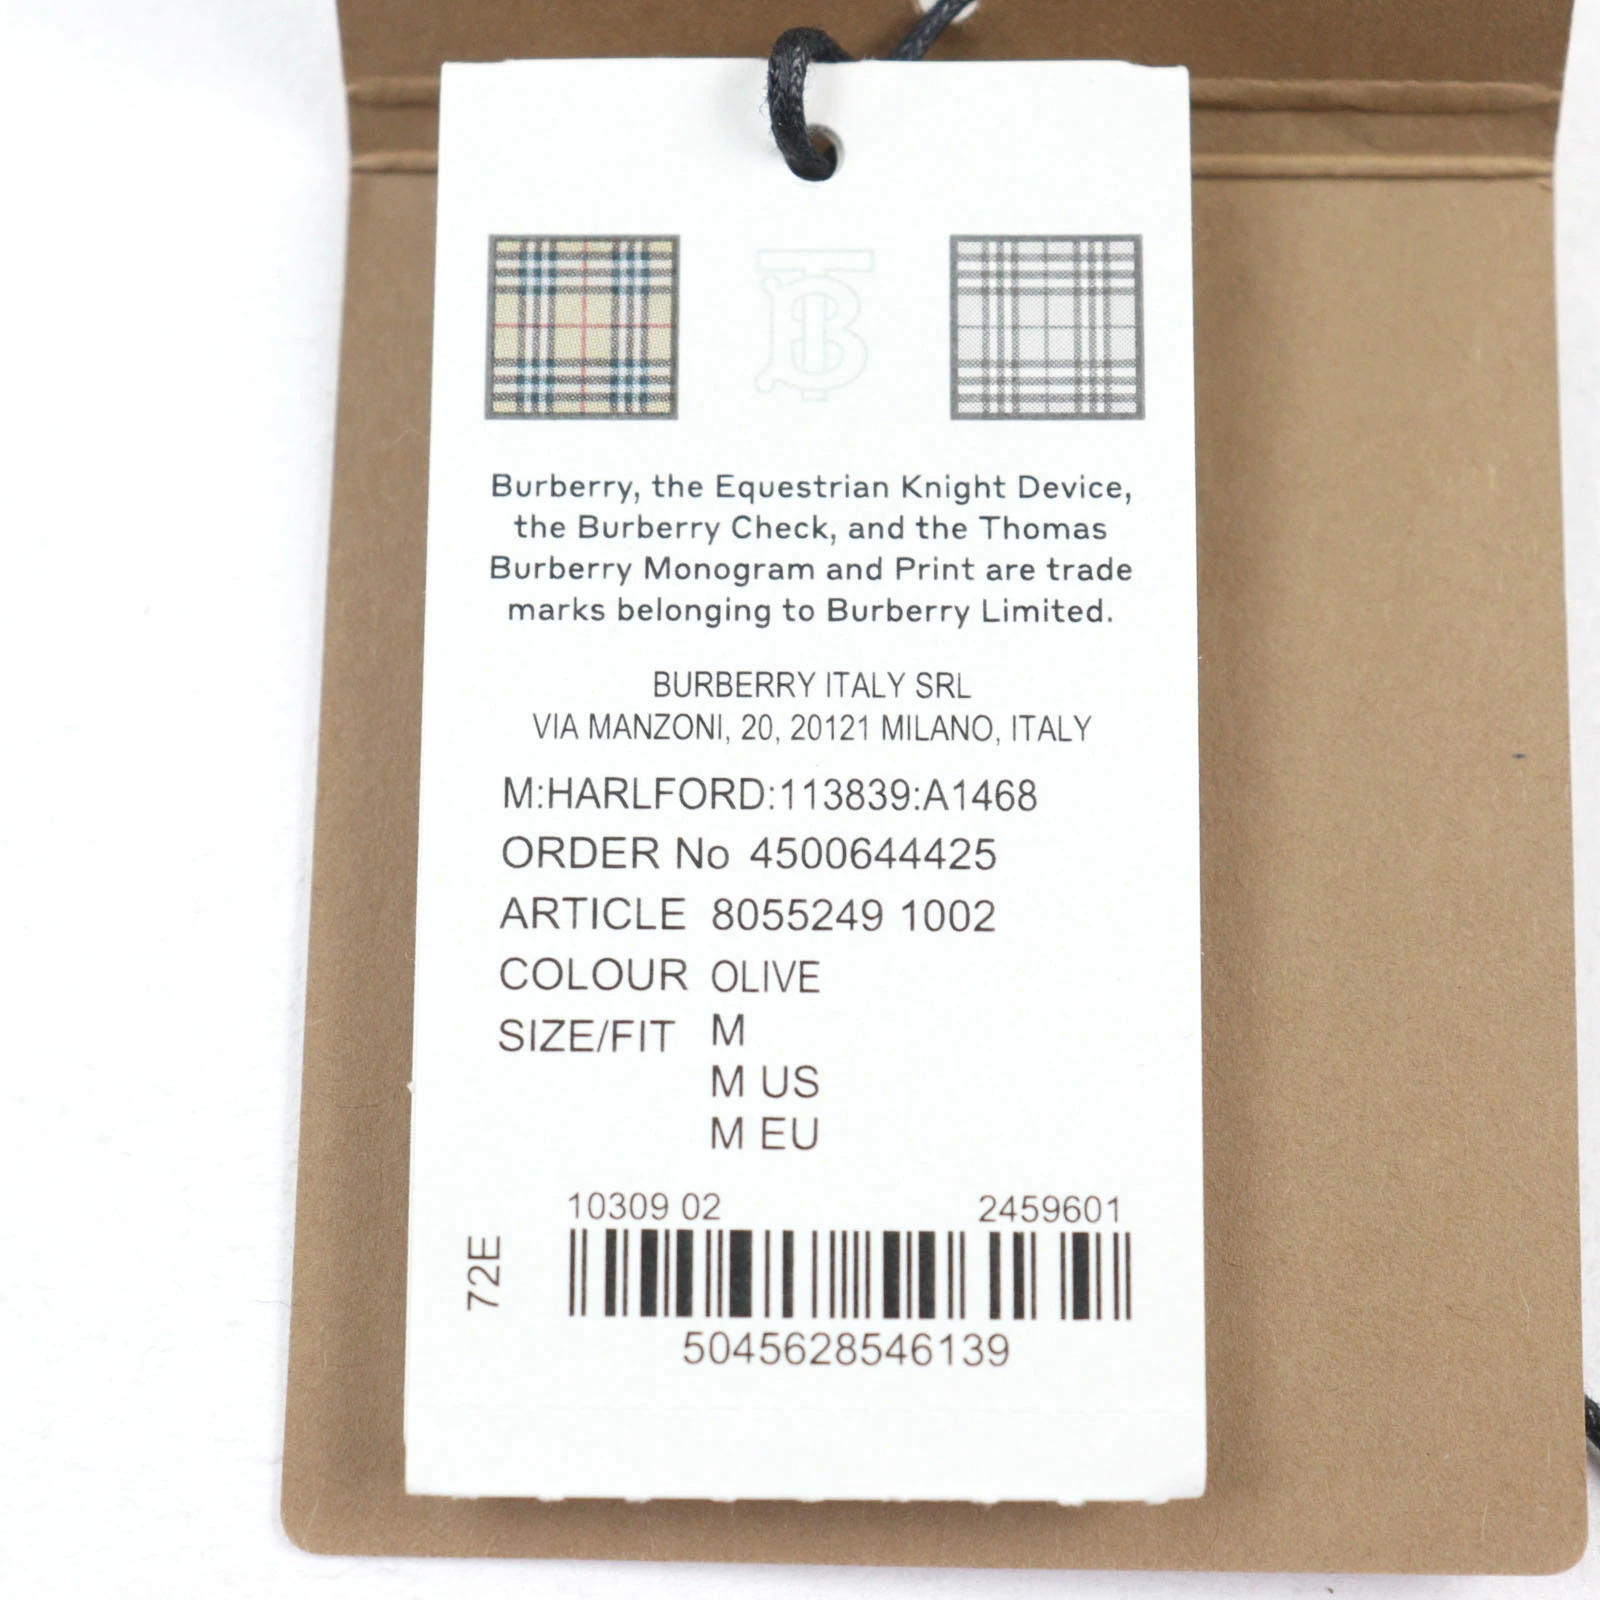 Burberry, the Equestrian Knight Device,
the Burberry Check, and the Thomas
Burberry Monogram and Print are trade
marks belonging to Burberry Limited.
BURBERRY ITALY SRL
VIA MANZONI, 20, 20121 MILANO, ITALY
M:HARLFORD:113839:A1468
ORDER No 4500644425
ARTICLE 8055249 1002
COLOUR OLIVE
SIZE/FIT M
M US
M EU
10309 02 2459601
72E
5045628546139